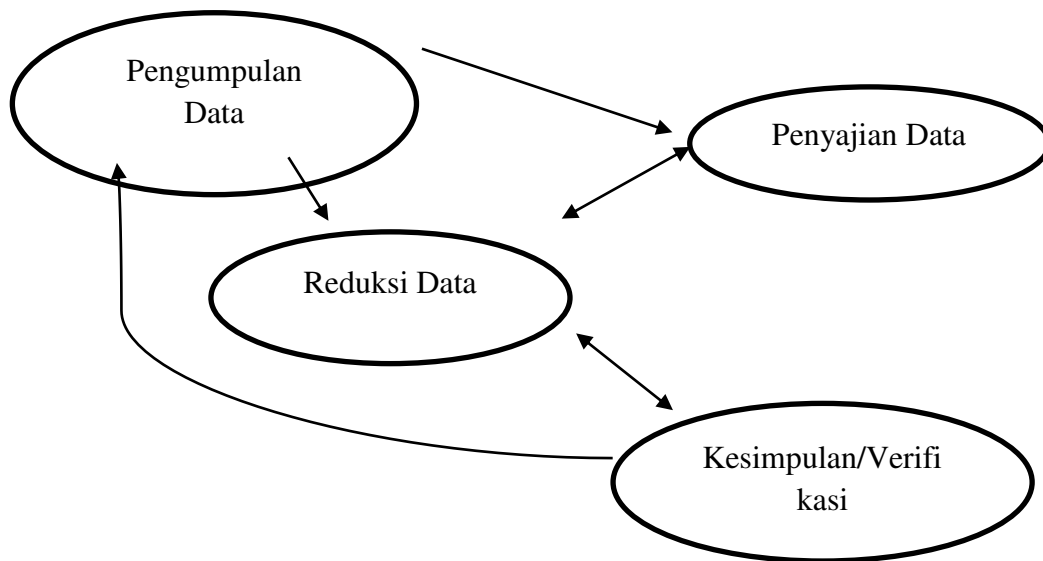 Pengumpulan
Data
Penyajian Data
Reduksi Data
Kesimpulan/Verifi
kasi